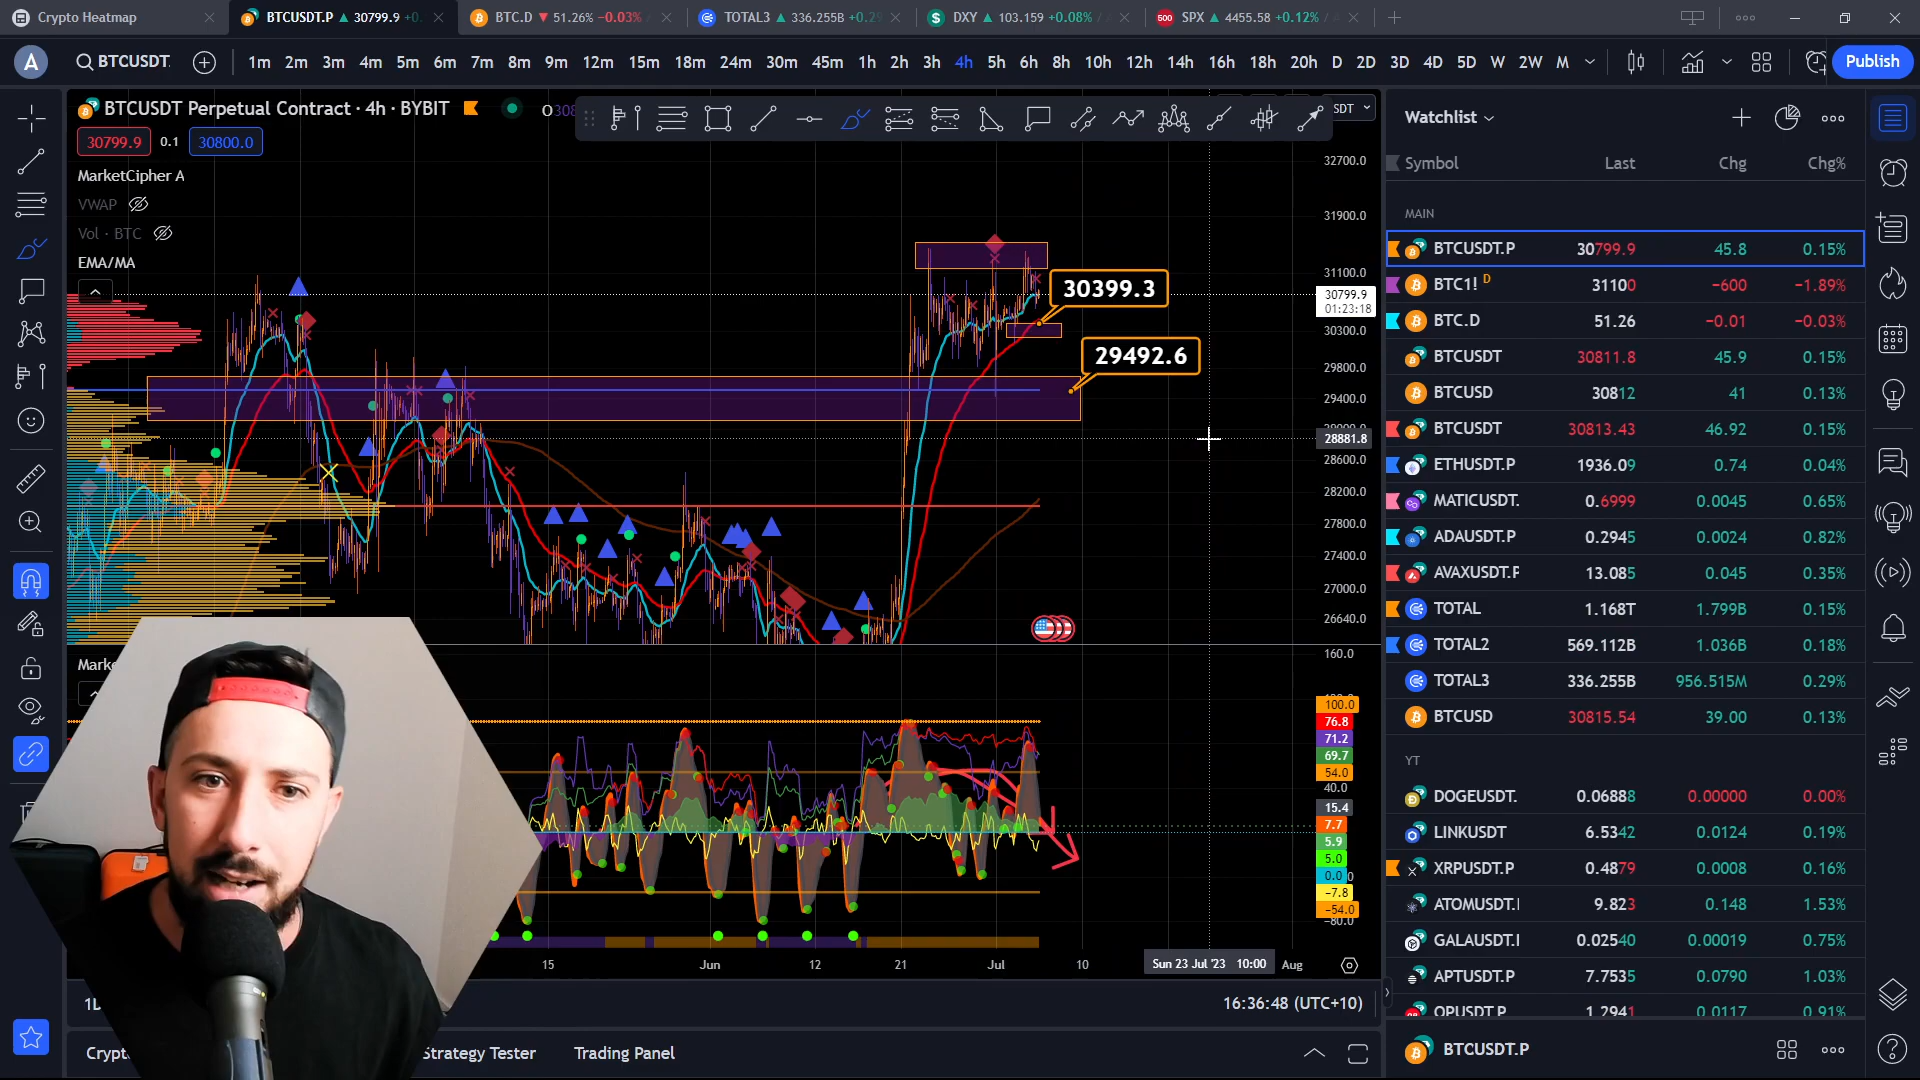 Crypto Heatmap
BTCUSDT.P ▲ 30799.9 +0.
BTC.D ▼ 51.26% −0.03%
TOTAL3 ▲ 336.255B +0.29
DXY ▲ 103.159 +0.08%
500 SPX ▲ 4455.58 +0.12%
A
BTCUSDT.
1m 2m 3m 4m 5m 6m 7m 8m 9m 12m 15m 18m 24m 30m 45m 1h 2h 3h 4h 5h 6h 8h 10h 12h 14h 16h 18h 20h D 2D 3D 4D 5D W 2W M
Publish
BTCUSDT Perpetual Contract · 4h · BYBIT
30799.9 0.1 30800.0
MarketCipher A
VWAP
Vol · BTC
EMA/MA
30399.3
29492.6
32700.0
31900.0
31100.0
30799.9
01:23:18
30300.0
29800.0
29400.0
28881.8
28600.0
28200.0
27800.0
27400.0
27000.0
26640.0
160.0
100.0
76.8
71.2
69.7
54.0
40.0
15.4
7.7
5.9
5.0
0.0
−7.8
−54.0
−80.0
15 Jun 12 21 Jul 10 Sun 23 Jul '23 10:00 Aug
16:36:48 (UTC+10)
Strategy Tester
Trading Panel
Watchlist
Symbol Last Chg Chg%
MAIN
BTCUSDT.P 30799.9 45.8 0.15%
BTC1! D 31100 −600 −1.89%
BTC.D 51.26 −0.01 −0.03%
BTCUSDT 30811.8 45.9 0.15%
BTCUSD 30812 41 0.13%
BTCUSDT 30813.43 46.92 0.15%
ETHUSDT.P 1936.09 0.74 0.04%
MATICUSDT. 0.6999 0.0045 0.65%
ADAUSDT.P 0.2945 0.0024 0.82%
AVAXUSDT.P 13.085 0.045 0.35%
TOTAL 1.168T 1.799B 0.15%
TOTAL2 569.112B 1.036B 0.18%
TOTAL3 336.255B 956.515M 0.29%
BTCUSD 30815.54 39.00 0.13%
YT
DOGEUSDT. 0.06888 0.00000 0.00%
LINKUSDT 6.5342 0.0124 0.19%
XRPUSDT.P 0.4879 0.0008 0.16%
ATOMUSDT.I 9.823 0.148 1.53%
GALAUSDT.I 0.02540 0.00019 0.75%
APTUSDT.P 7.7535 0.0790 1.03%
OPUSDT.P 1.2941 0.0117 0.91%
BTCUSDT.P